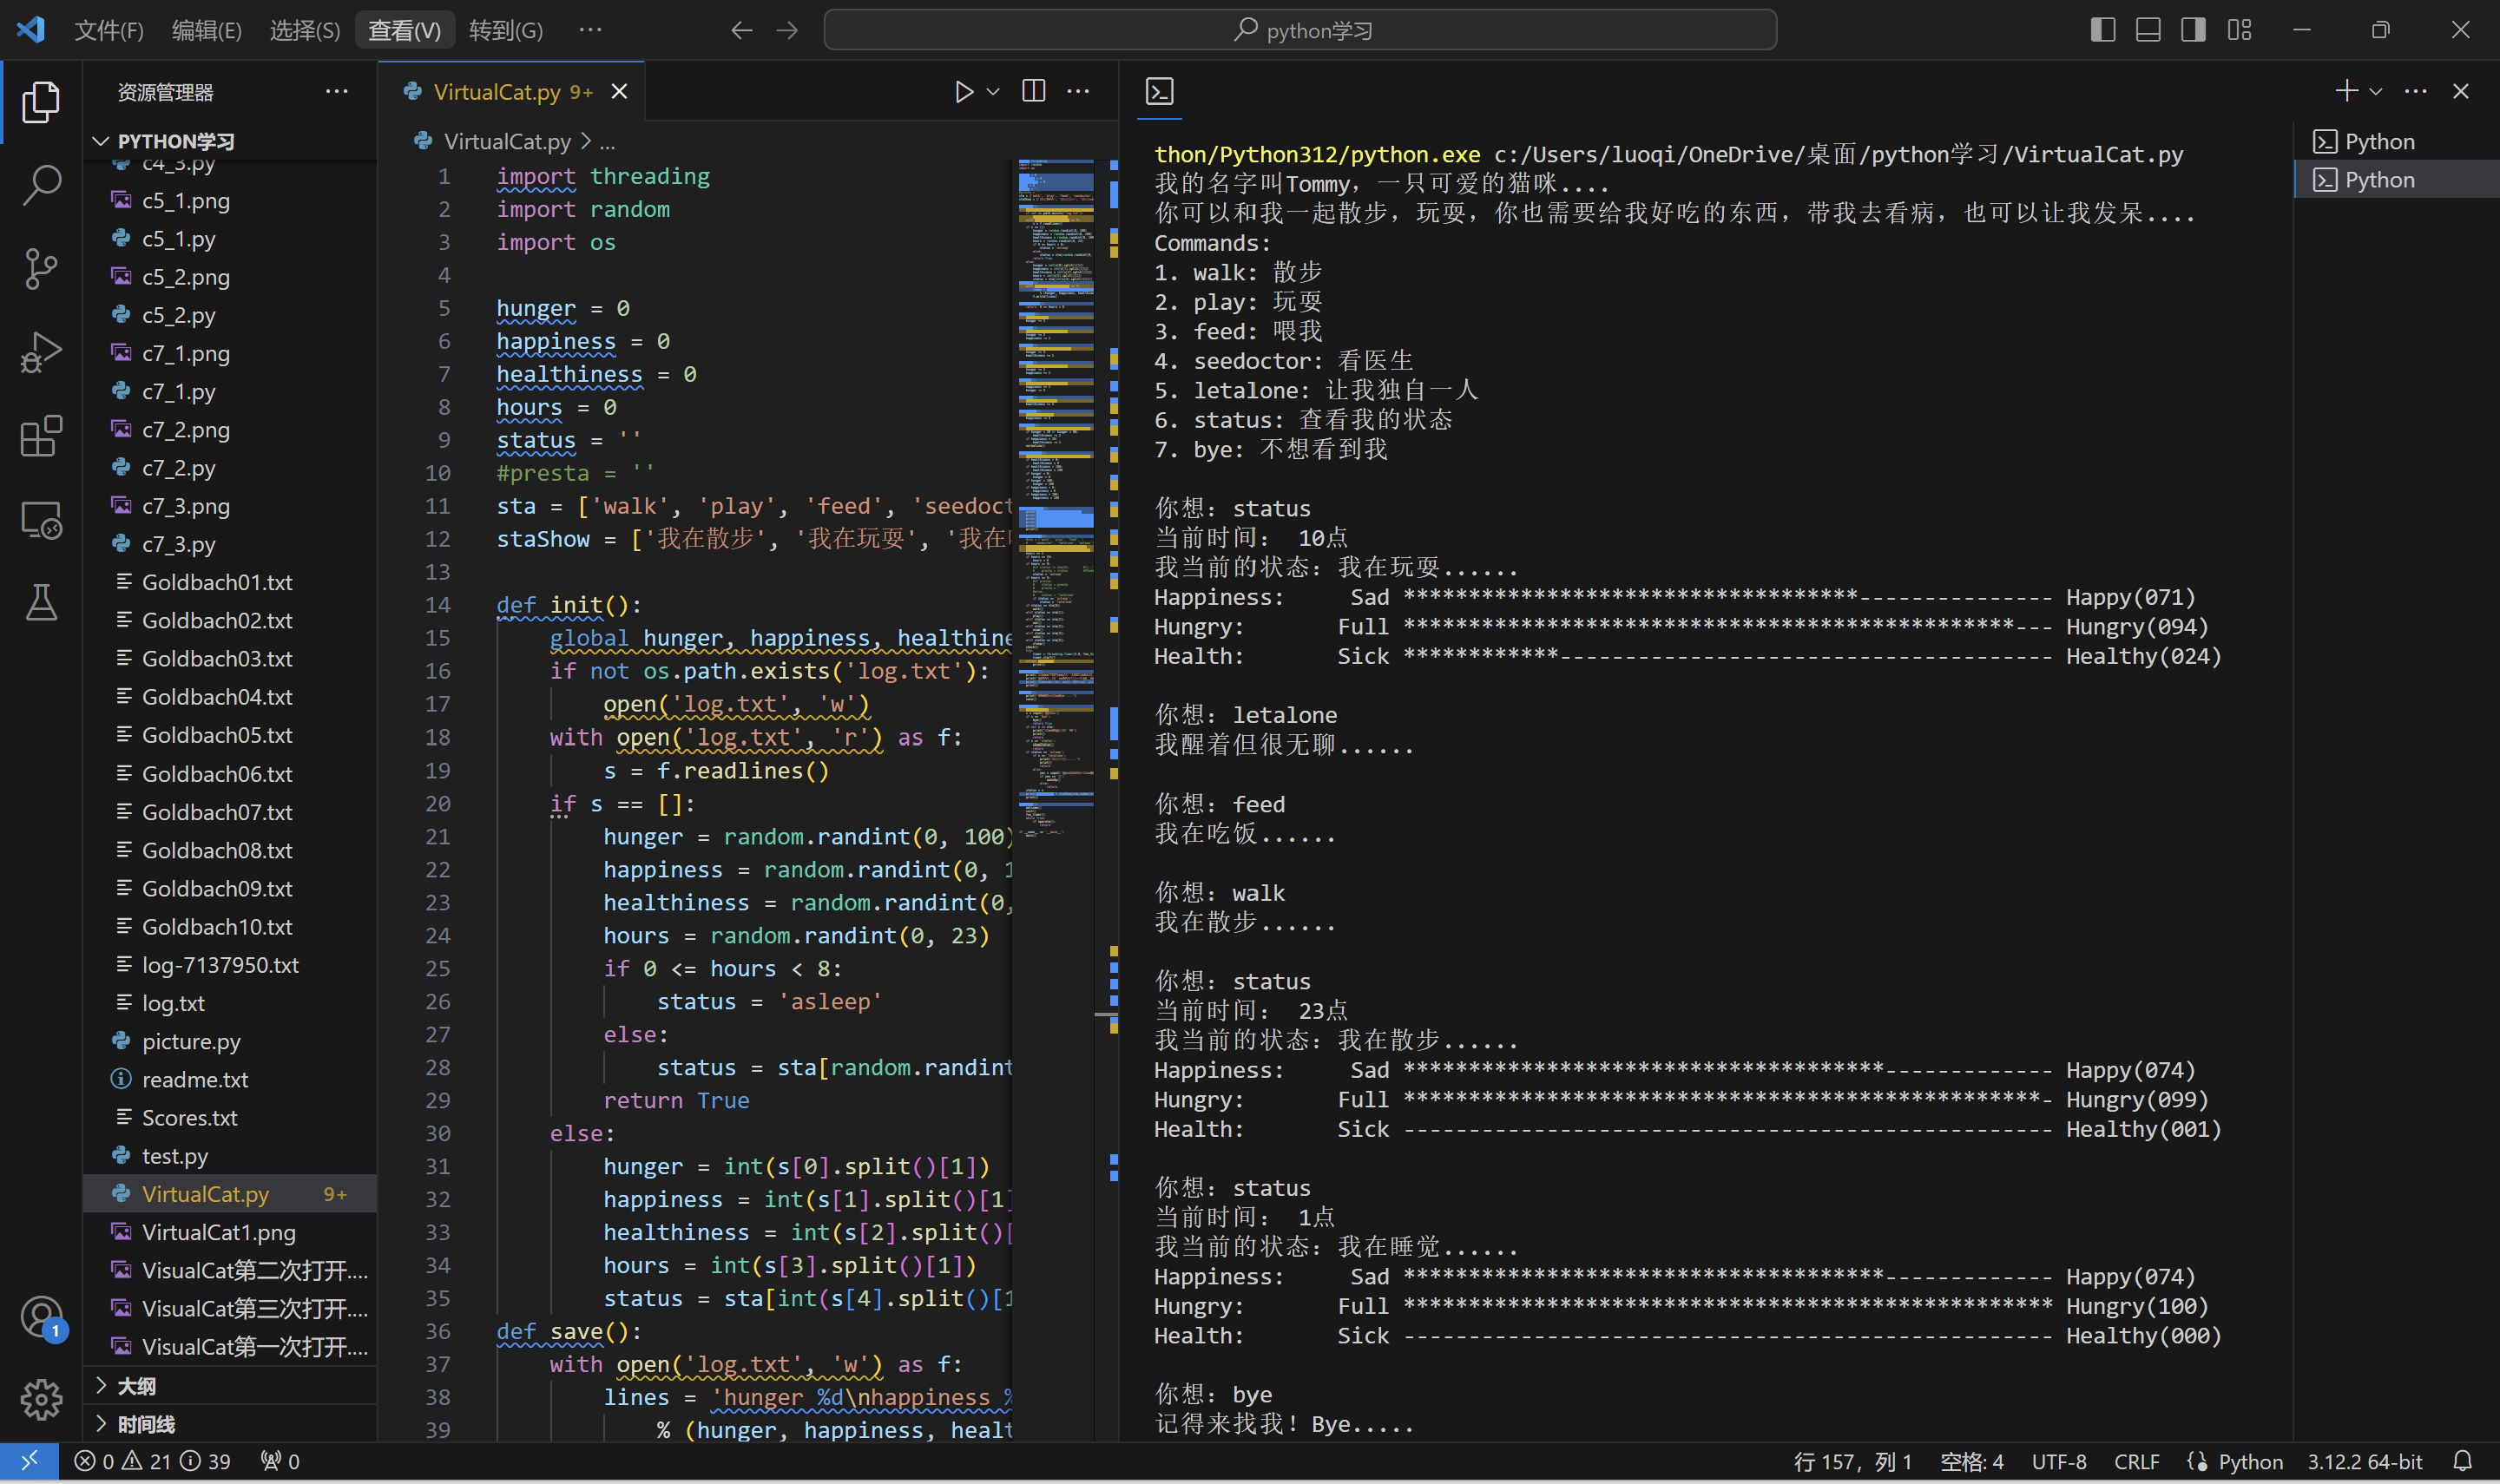 文件(F) 编辑(E) 选择(S) 查看(V) 转到(G) ··· python学习
资源管理器 ···
PYTHON学习
c4_3.py
c5_1.png
c5_1.py
c5_2.png
c5_2.py
c7_1.png
c7_1.py
c7_2.png
c7_2.py
c7_3.png
c7_3.py
Goldbach01.txt
Goldbach02.txt
Goldbach03.txt
Goldbach04.txt
Goldbach05.txt
Goldbach06.txt
Goldbach07.txt
Goldbach08.txt
Goldbach09.txt
Goldbach10.txt
log-7137950.txt
log.txt
picture.py
readme.txt
Scores.txt
test.py
VirtualCat.py 9+
VirtualCat1.png
VisualCat第二次打开....
VisualCat第三次打开....
VisualCat第一次打开....
大纲
时间线
1
VirtualCat.py 9+
VirtualCat.py > ...
1 import threading
2 import random
3 import os
4
5 hunger = 0
6 happiness = 0
7 healthiness = 0
8 hours = 0
9 status = ''
10 #presta = ''
11 sta = ['walk', 'play', 'feed', 'seedoct
12 staShow = ['我在散步', '我在玩耍', '我在
13
14 def init():
15 global hunger, happiness, healthine
16 if not os.path.exists('log.txt'):
17 open('log.txt', 'w')
18 with open('log.txt', 'r') as f:
19 s = f.readlines()
20 if s == []:
21 hunger = random.randint(0, 100)
22 happiness = random.randint(0, 1
23 healthiness = random.randint(0,
24 hours = random.randint(0, 23)
25 if 0 <= hours < 8:
26 status = 'asleep'
27 else:
28 status = sta[random.randint
29 return True
30 else:
31 hunger = int(s[0].split()[1])
32 happiness = int(s[1].split()[1]
33 healthiness = int(s[2].split()[
34 hours = int(s[3].split()[1])
35 status = sta[int(s[4].split()[1
36 def save():
37 with open('log.txt', 'w') as f:
38 lines = 'hunger %d\nhappiness %
39 % (hunger, happiness, healt
thon/Python312/python.exe c:/Users/luoqi/OneDrive/桌面/python学习/VirtualCat.py
我的名字叫Tommy，一只可爱的猫咪....
你可以和我一起散步，玩耍，你也需要给我好吃的东西，带我去看病，也可以让我发呆....
Commands:
1. walk: 散步
2. play: 玩耍
3. feed: 喂我
4. seedoctor: 看医生
5. letalone: 让我独自一人
6. status: 查看我的状态
7. bye: 不想看到我
你想：status
当前时间： 10点
我当前的状态：我在玩耍......
Happiness: Sad ***********************************--------------- Happy(071)
Hungry: Full ***********************************************--- Hungry(094)
Health: Sick ************-------------------------------------- Healthy(024)
你想：letalone
我醒着但很无聊......
你想：feed
我在吃饭......
你想：walk
我在散步......
你想：status
当前时间： 23点
我当前的状态：我在散步......
Happiness: Sad *************************************------------- Happy(074)
Hungry: Full *************************************************- Hungry(099)
Health: Sick -------------------------------------------------- Healthy(001)
你想：status
当前时间： 1点
我当前的状态：我在睡觉......
Happiness: Sad *************************************------------- Happy(074)
Hungry: Full ************************************************** Hungry(100)
Health: Sick -------------------------------------------------- Healthy(000)
你想：bye
记得来找我！Bye.....
Python
Python
0 21 39 0 行 157，列 1 空格: 4 UTF-8 CRLF Python 3.12.2 64-bit